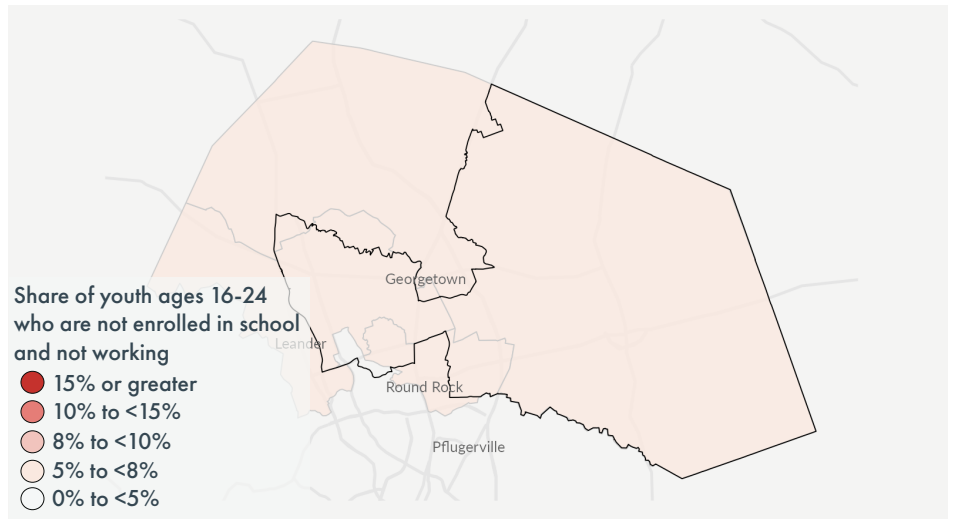 Georgetown
Share of youth ages 16-24
who are not enrolled in school
and not working
Leander
15% or greater
10% to <15%
8% to <10%
5% to <8%
0% to <5%
Round Rock
Pflugerville